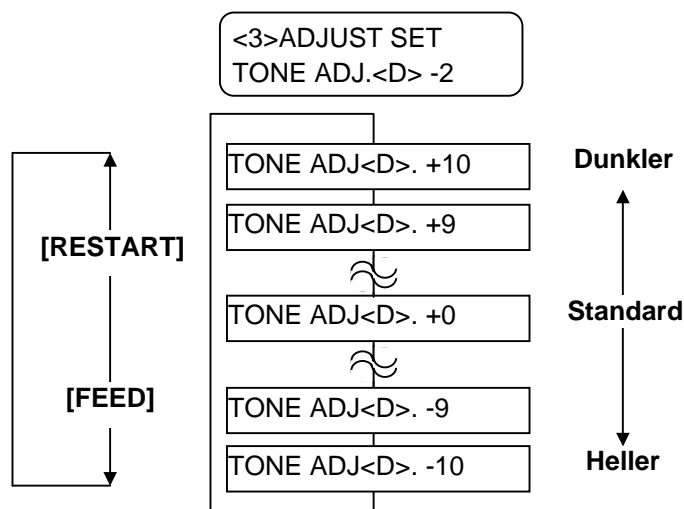 <3>ADJUST SET
TONE ADJ.<D> -2
TONE ADJ<D>. +10
Dunkler
TONE ADJ<D>. +9
[RESTART]
TONE ADJ<D>. +0
Standard
[FEED]
TONE ADJ<D>. -9
TONE ADJ<D>. -10
Heller